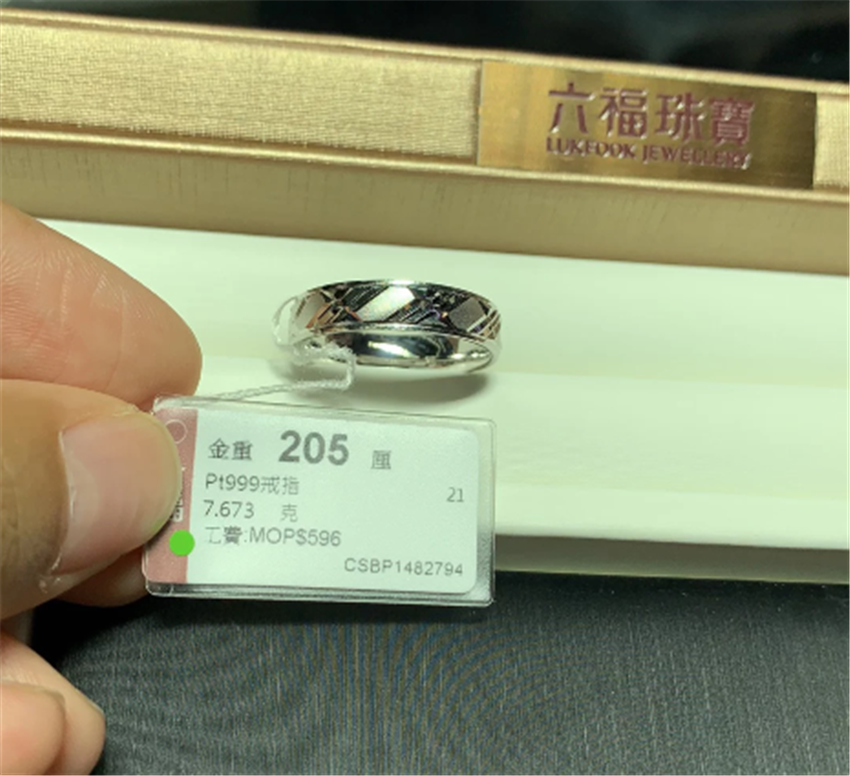 六福珠寶
LUKFOOK JEWELLERY
金重 205 厘
Pt999戒指
21
7.673 克
工費:MOP$596
CSBP1482794